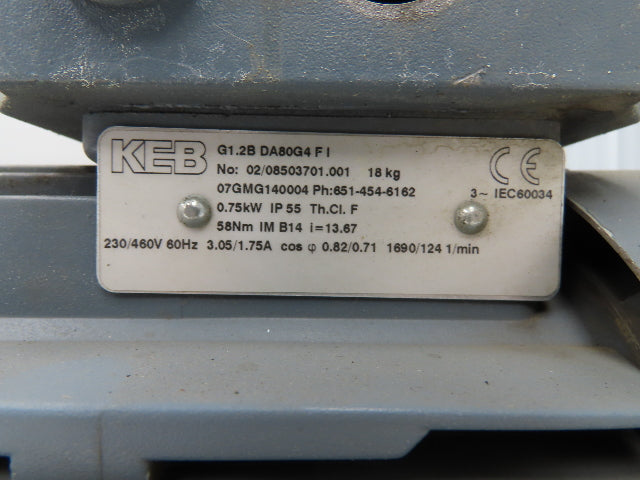 KEB
G1.2B DA80G4 F I
No: 02/08503701.001 18 kg
07GMG140004 Ph:651-454-6162
0.75kW IP 55 Th.Cl. F
58Nm IM B14 i=13.67
230/460V 60Hz 3.05/1.75A cos φ 0.82/0.71 1690/124 1/min
CE
3~ IEC60034